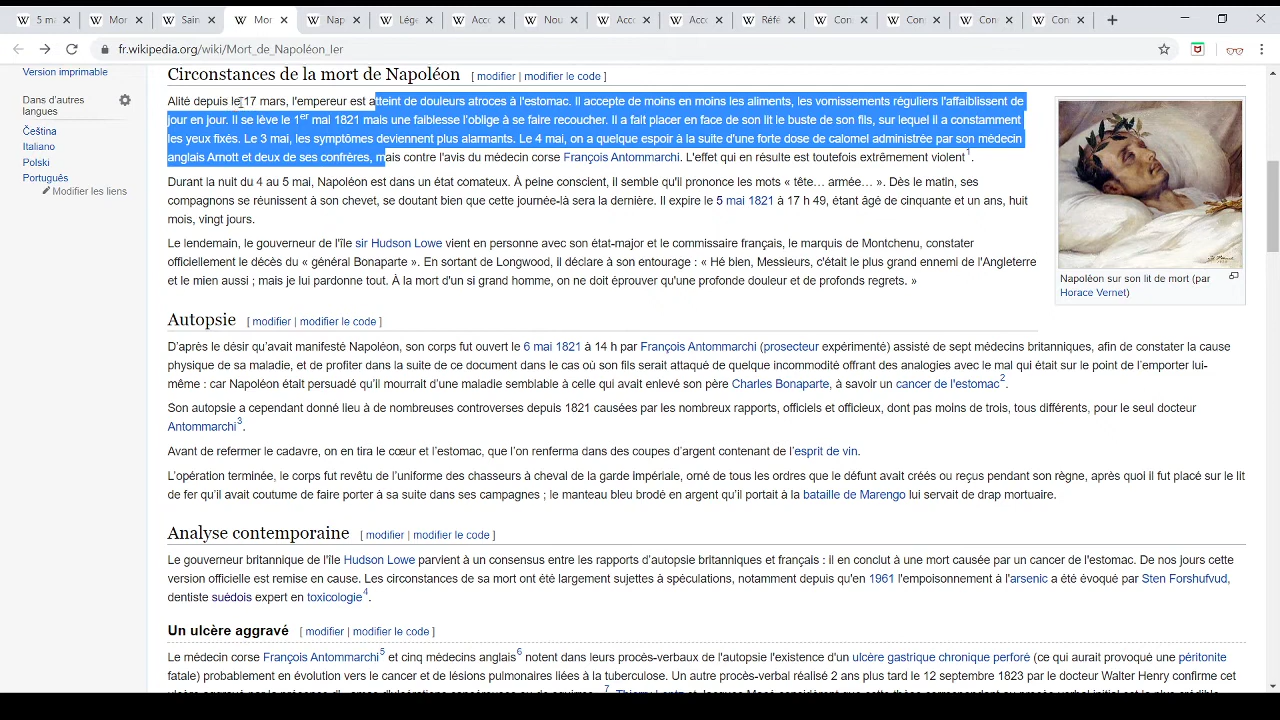 5 m
Mor
Sain
Mor
Nap
Lége
Acce
Nou
Acc
Acc
Réfé
Con
Con
Con
Con
fr.wikipedia.org/wiki/Mort_de_Napoléon_Ier
Version imprimable
Dans d'autres
langues
Čeština
Italiano
Polski
Português
Modifier les liens
Circonstances de la mort de Napoléon [ modifier | modifier le code ]
Alité depuis le 17 mars, l'empereur est atteint de douleurs atroces à l'estomac. Il accepte de moins en moins les aliments, les vomissements réguliers l'affaiblissent de
jour en jour. Il se lève le 1er mai 1821 mais une faiblesse l'oblige à se faire recoucher. Il a fait placer en face de son lit le buste de son fils, sur lequel il a constamment
les yeux fixés. Le 3 mai, les symptômes deviennent plus alarmants. Le 4 mai, on a quelque espoir à la suite d'une forte dose de calomel administrée par son médecin
anglais Arnott et deux de ses confrères, mais contre l'avis du médecin corse François Antommarchi. L'effet qui en résulte est toutefois extrêmement violent1.
Durant la nuit du 4 au 5 mai, Napoléon est dans un état comateux. À peine conscient, il semble qu'il prononce les mots « tête… armée… ». Dès le matin, ses
compagnons se réunissent à son chevet, se doutant bien que cette journée-là sera la dernière. Il expire le 5 mai 1821 à 17 h 49, étant âgé de cinquante et un ans, huit
mois, vingt jours.
Le lendemain, le gouverneur de l'île sir Hudson Lowe vient en personne avec son état-major et le commissaire français, le marquis de Montchenu, constater
officiellement le décès du « général Bonaparte ». En sortant de Longwood, il déclare à son entourage : « Hé bien, Messieurs, c'était le plus grand ennemi de l'Angleterre
et le mien aussi ; mais je lui pardonne tout. À la mort d'un si grand homme, on ne doit éprouver qu'une profonde douleur et de profonds regrets. »
Napoléon sur son lit de mort (par
Horace Vernet)
Autopsie [ modifier | modifier le code ]
D'après le désir qu'avait manifesté Napoléon, son corps fut ouvert le 6 mai 1821 à 14 h par François Antommarchi (prosecteur expérimenté) assisté de sept médecins britanniques, afin de constater la cause
physique de sa maladie, et de profiter dans la suite de ce document dans le cas où son fils serait attaqué de quelque incommodité offrant des analogies avec le mal qui était sur le point de l'emporter lui-
même : car Napoléon était persuadé qu'il mourrait d'une maladie semblable à celle qui avait enlevé son père Charles Bonaparte, à savoir un cancer de l'estomac2.
Son autopsie a cependant donné lieu à de nombreuses controverses depuis 1821 causées par les nombreux rapports, officiels et officieux, dont pas moins de trois, tous différents, pour le seul docteur
Antommarchi3.
Avant de refermer le cadavre, on en tira le cœur et l'estomac, que l'on renferma dans des coupes d'argent contenant de l'esprit de vin.
L'opération terminée, le corps fut revêtu de l'uniforme des chasseurs à cheval de la garde impériale, orné de tous les ordres que le défunt avait créés ou reçus pendant son règne, après quoi il fut placé sur le lit
de fer qu'il avait coutume de faire porter à sa suite dans ses campagnes ; le manteau bleu brodé en argent qu'il portait à la bataille de Marengo lui servait de drap mortuaire.
Analyse contemporaine [ modifier | modifier le code ]
Le gouverneur britannique de l'île Hudson Lowe parvient à un consensus entre les rapports d'autopsie britanniques et français : il en conclut à une mort causée par un cancer de l'estomac. De nos jours cette
version officielle est remise en cause. Les circonstances de sa mort ont été largement sujettes à spéculations, notamment depuis qu'en 1961 l'empoisonnement à l'arsenic a été évoqué par Sten Forshufvud,
dentiste suédois expert en toxicologie4.
Un ulcère aggravé [ modifier | modifier le code ]
Le médecin corse François Antommarchi5 et cinq médecins anglais6 notent dans leurs procès-verbaux de l'autopsie l'existence d'un ulcère gastrique chronique perforé (ce qui aurait provoqué une péritonite
fatale) probablement en évolution vers le cancer et de lésions pulmonaires liées à la tuberculose. Un autre procès-verbal réalisé 2 ans plus tard le 12 septembre 1823 par le docteur Walter Henry confirme cet